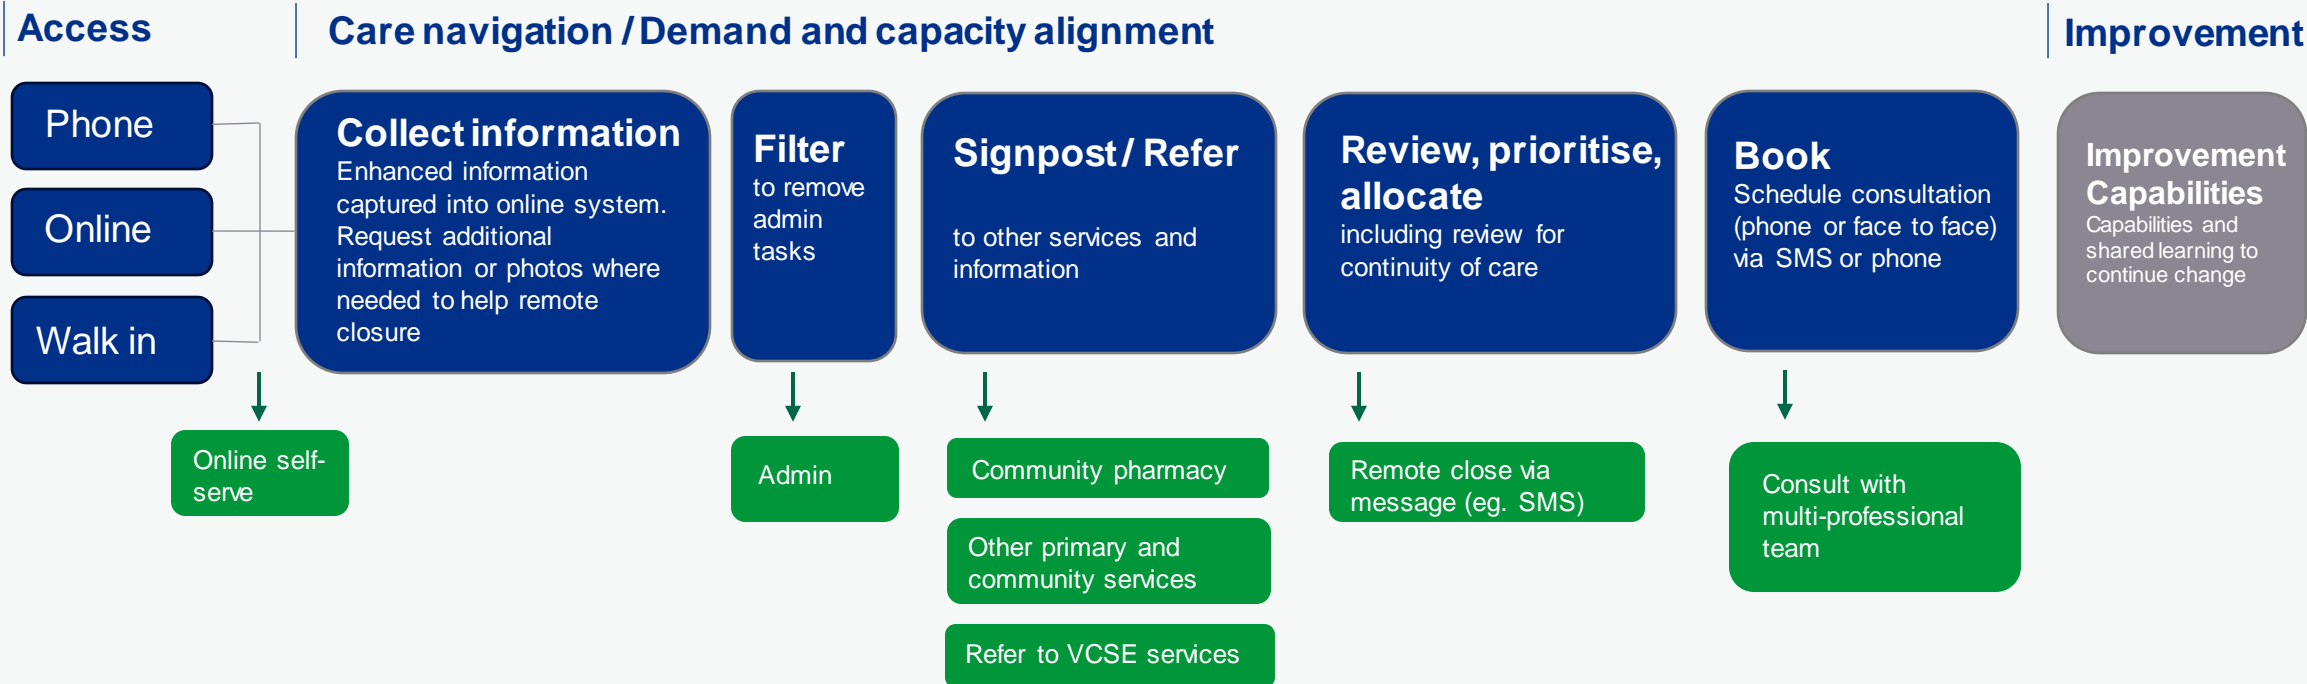 Access
Care navigation / Demand and capacity alignment
Improvement
Phone
Online
Walk in
Collect information
Enhanced information
captured into online system.
Request additional
information or photos where
needed to help remote
closure
Filter
to remove
admin
tasks
Signpost / Refer
to other services and
information
Review, prioritise,
allocate
including review for
continuity of care
Book
Schedule consultation
(phone or face to face)
via SMS or phone
Improvement
Capabilities
Capabilities and
shared learning to
continue change
Online self-
serve
Admin
Community pharmacy
Other primary and
community services
Refer to VCSE services
Remote close via
message (eg. SMS)
Consult with
multi-professional
team